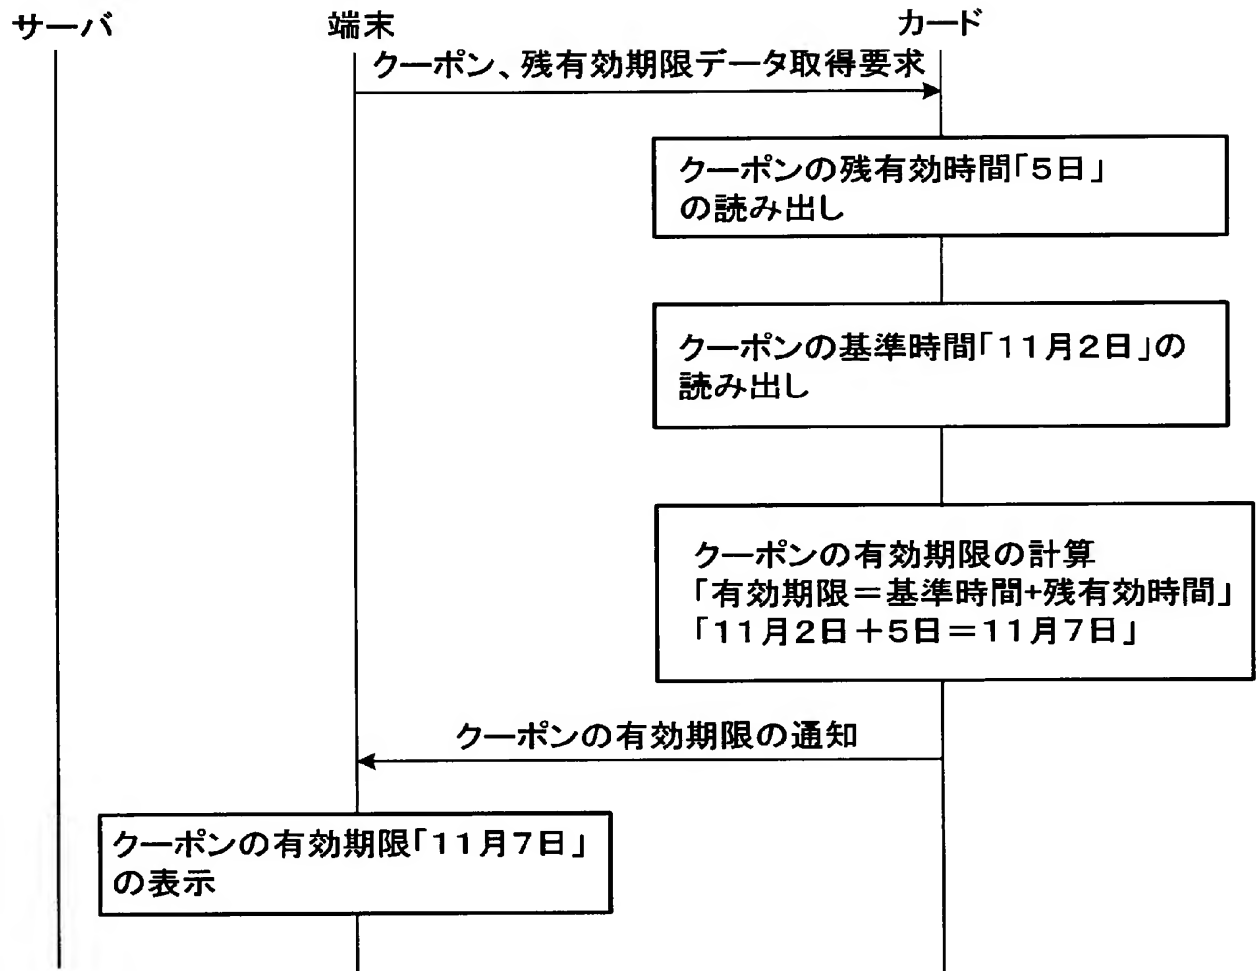 サーバ
端末
カード
クーポン、残有効期限データ取得要求
クーポンの残有効時間「5日」
の読み出し
クーポンの基準時間「11月2日」の
読み出し
クーポンの有効期限の計算
「有効期限＝基準時間+残有効時間」
「11月2日＋5日＝11月7日」
クーポンの有効期限の通知
クーポンの有効期限「11月7日」
の表示